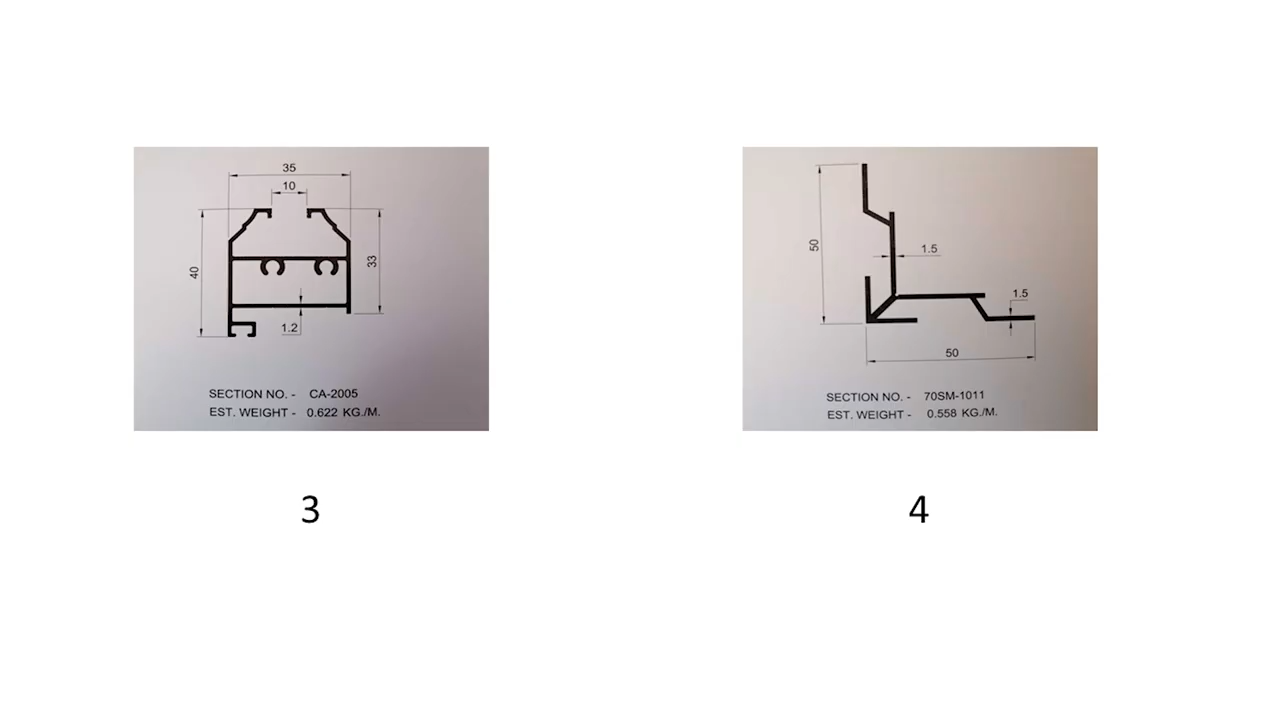 35
10
40
33
1.2
SECTION NO. - CA-2005
EST. WEIGHT - 0.622 KG./M.
3
50
1.5
1.5
50
SECTION NO. - 70SM-1011
EST. WEIGHT - 0.558 KG./M.
4